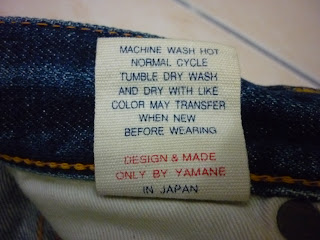 MACHINE WASH HOT
NORMAL CYCLE
TUMBLE DRY WASH
AND DRY WITH LIKE
COLOR MAY TRANSFER
WHEN NEW
BEFORE WEARING
DESIGN & MADE
ONLY BY YAMANE
IN JAPAN